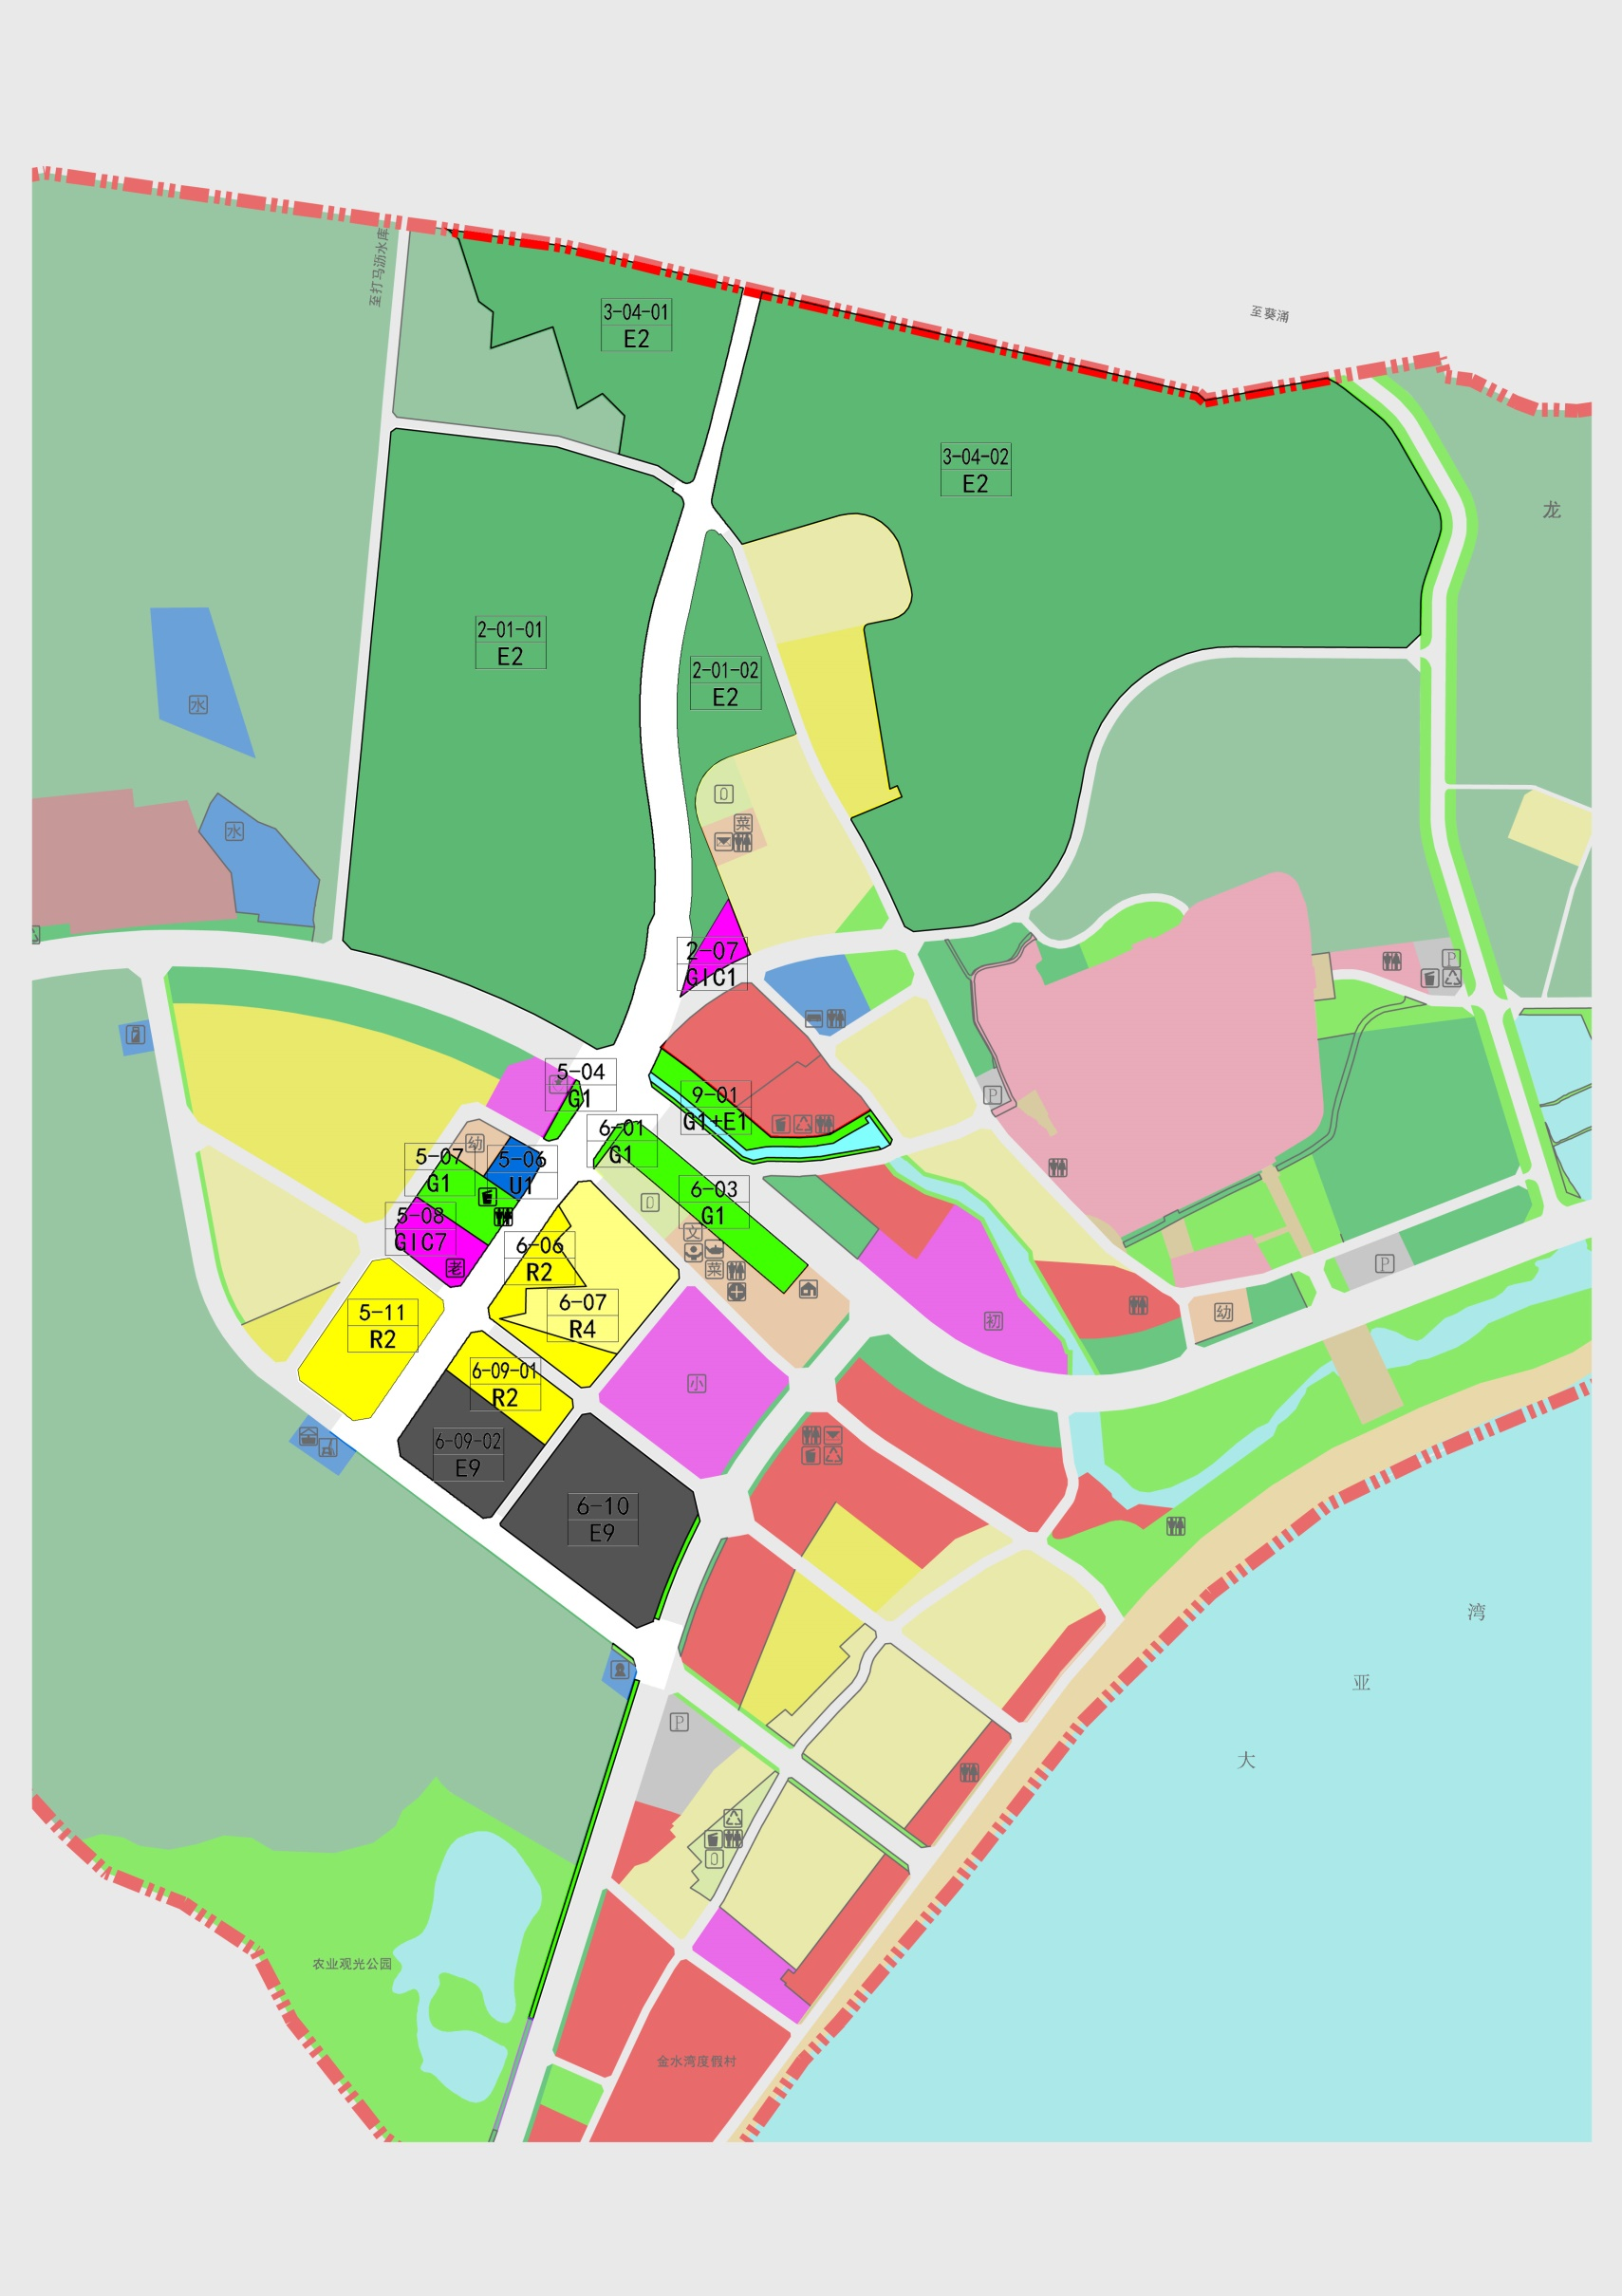 至打马沥水库
3-04-01
E2
至葵涌
3-04-02
E2
龙
2-01-01
E2
2-01-02
E2
水
菜
水
2-07
GIC1
P
5-04
G1
9-01
G1+E1
P
6-01
G1
幼
5-07
G1
5-06
U1
6-03
G1
5-08
GIC7
文
6-06
R2
老
菜
P
5-11
R2
6-07
R4
初
幼
6-09-01
R2
小
6-09-02
E9
6-10
E9
湾
亚
P
大
农业观光公园
金水湾度假村